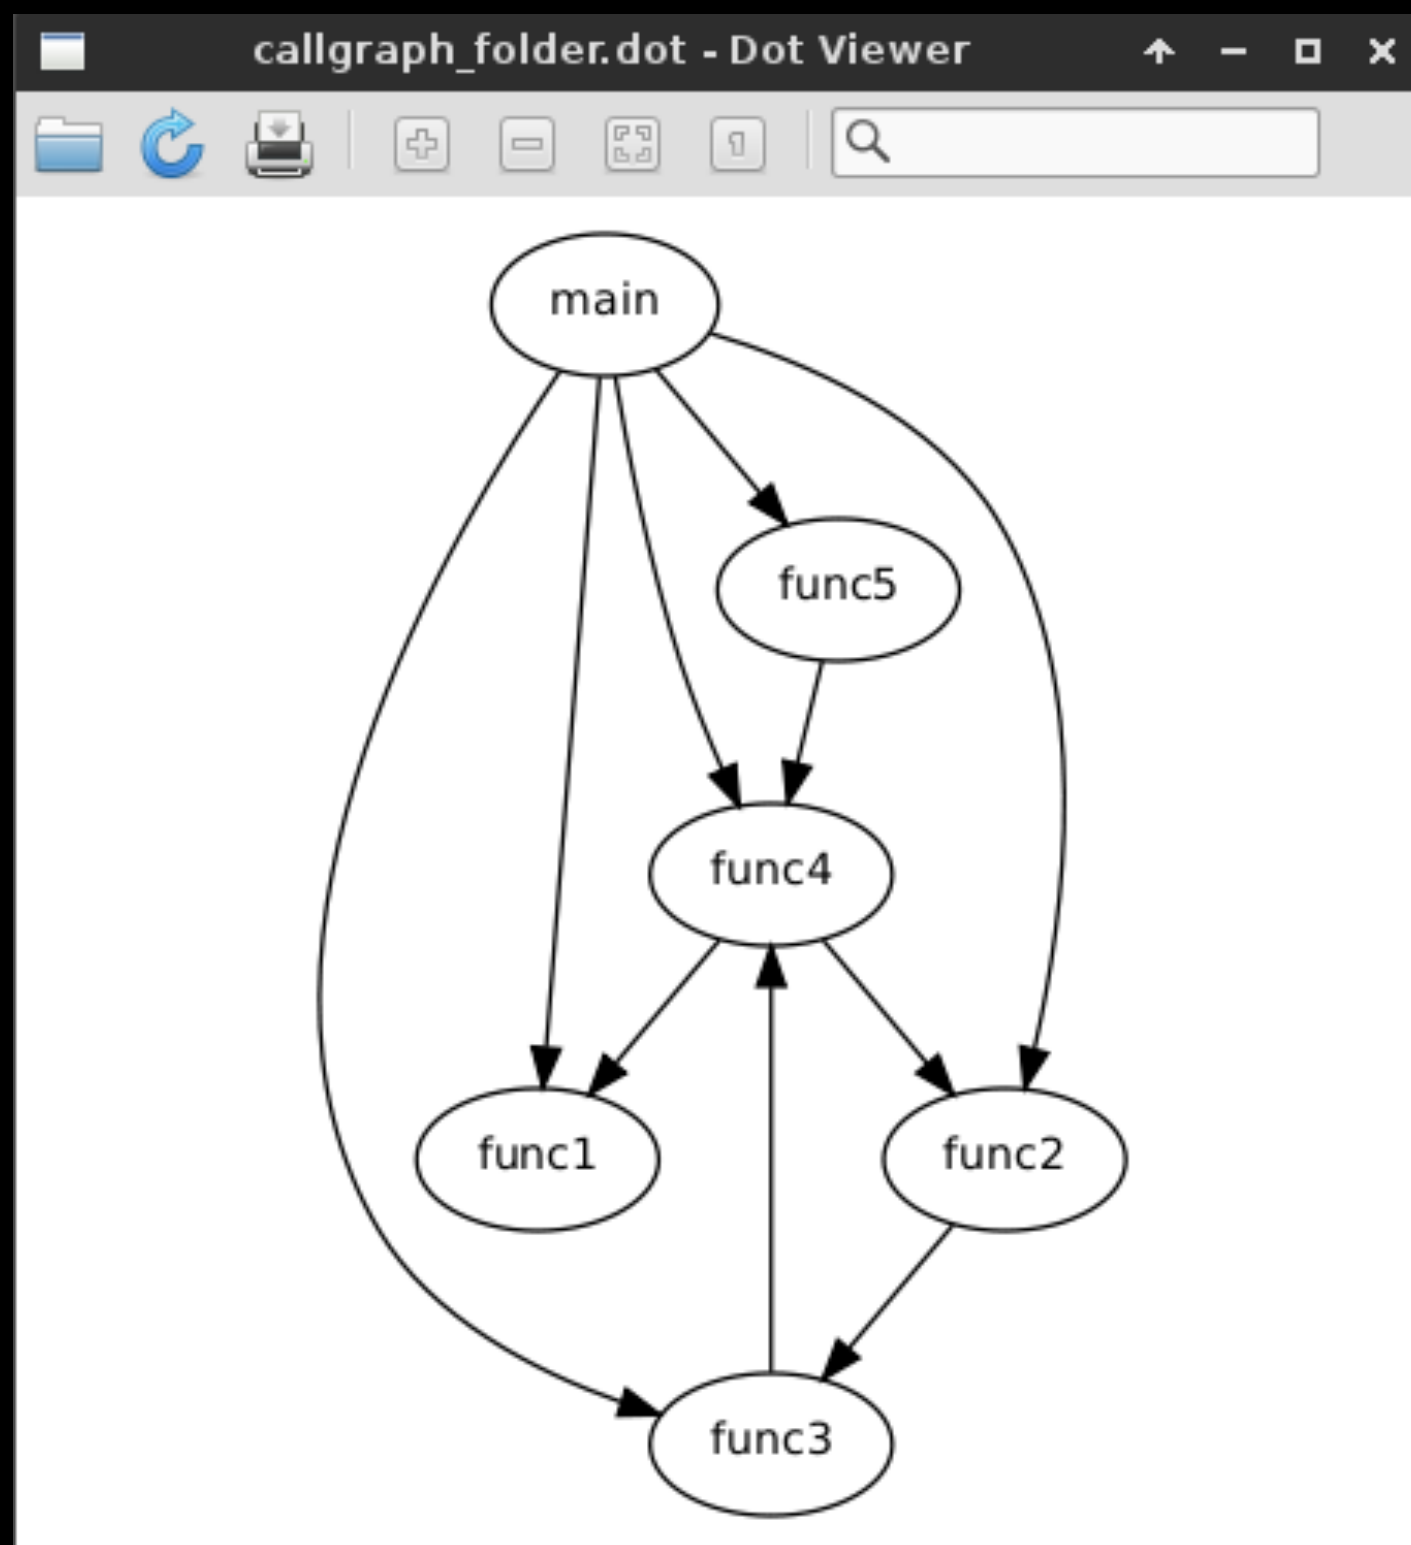 callgraph_folder.dot - Dot Viewer
main
func5
func4
func1
func2
func3